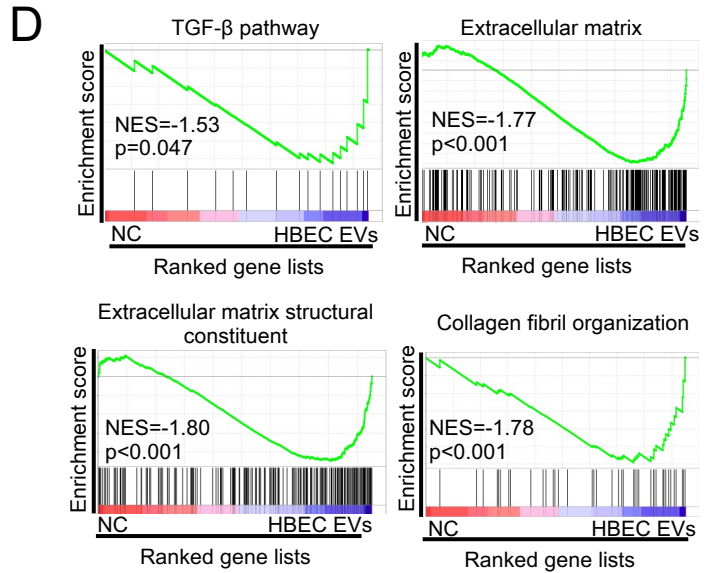 D
TGF-β pathway
Enrichment score
NES=-1.53
p=0.047
NC
HBEC EVs
Ranked gene lists
Extracellular matrix
Enrichment score
NES=-1.77
p<0.001
NC
HBEC EVs
Ranked gene lists
Extracellular matrix structural
constituent
Enrichment score
NES=-1.80
p<0.001
NC
HBEC EVs
Ranked gene lists
Collagen fibril organization
Enrichment score
NES=-1.78
p<0.001
NC
HBEC EVs
Ranked gene lists